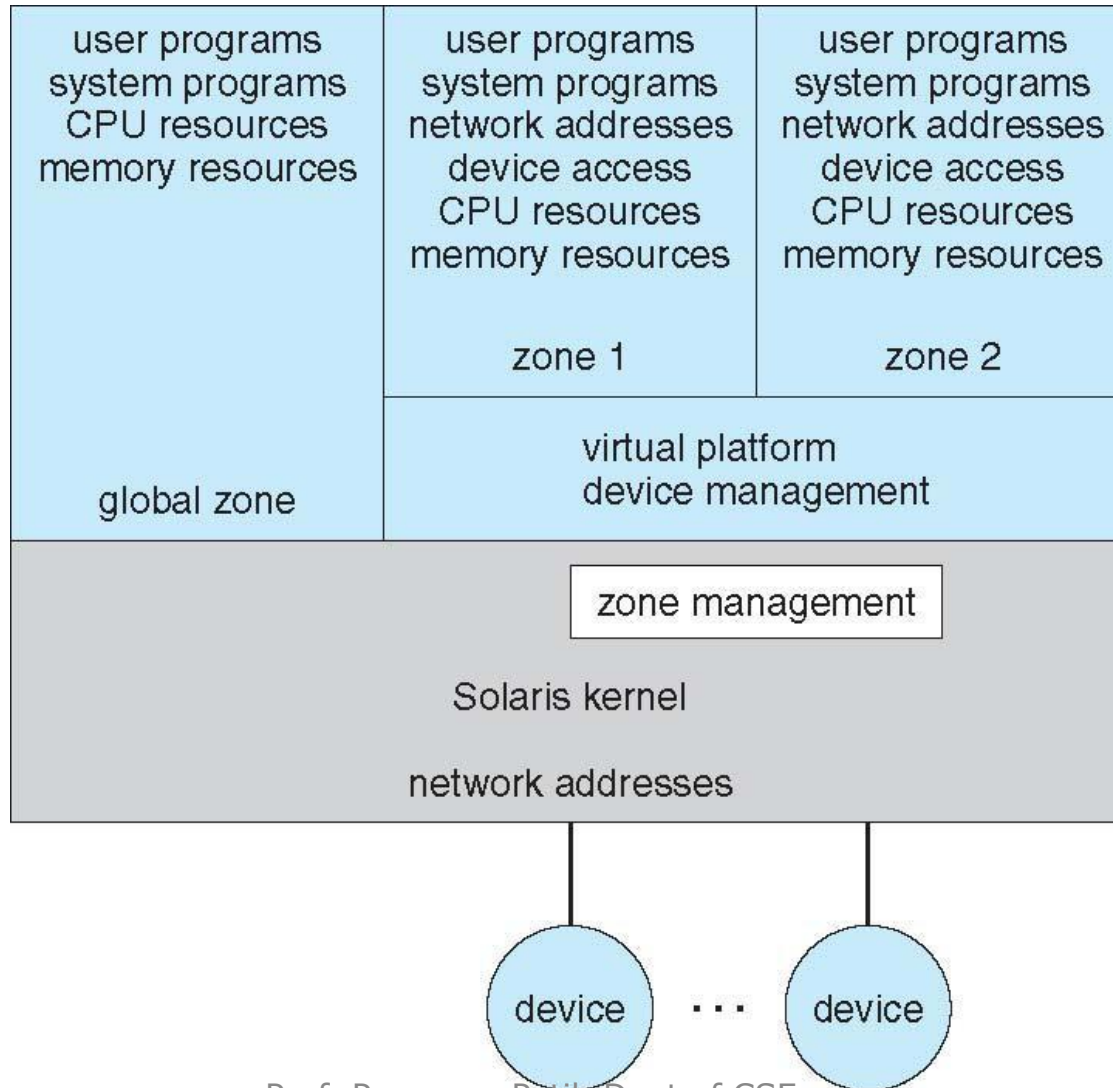 user programs
system programs
CPU resources
memory resources
global zone
user programs
system programs
network addresses
device access
CPU resources
memory resources
zone 1
user programs
system programs
network addresses
device access
CPU resources
memory resources
zone 2
virtual platform
device management
zone management
Solaris kernel
network addresses
device
...
device
Prof.